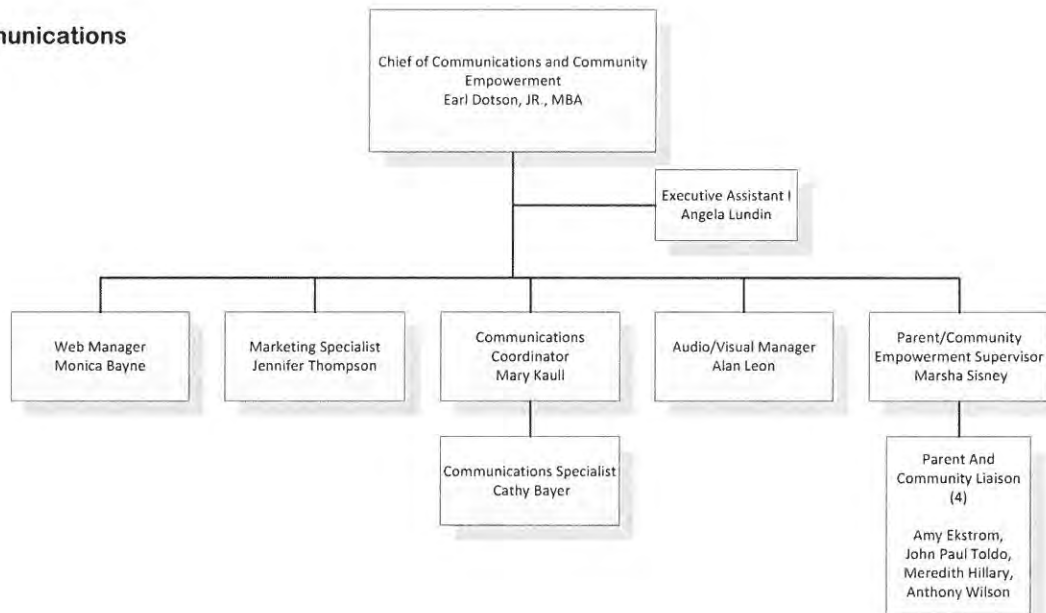 Chief of Communications and Community
Empowerment
Earl Dotson, JR., MBA
Executive Assistant I
Angela Lundin
Web Manager
Monica Bayne
Marketing Specialist
Jennifer Thompson
Communications
Coordinator
Mary Kaull
Audio/Visual Manager
Alan Leon
Parent/Community
Empowerment Supervisor
Marsha Sisney
Communications Specialist
Cathy Bayer
Parent And
Community Liaison
(4)
Amy Ekstrom,
John Paul Toldo,
Meredith Hillary,
Anthony Wilson